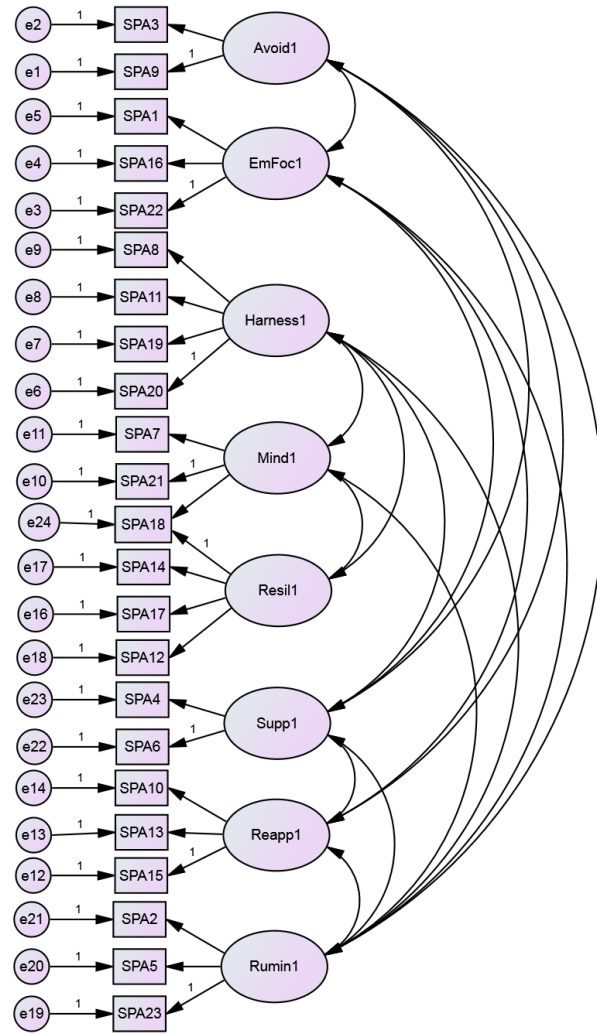 e2 1 SPA3 Avoid1
e1 1 SPA9 1
e5 1 SPA1
e4 1 SPA16 EmFoc1
e3 1 SPA22 1
e9 1 SPA8
e8 1 SPA11 Harness1
e7 1 SPA19
e6 1 SPA20 1
e11 1 SPA7 Mind1
e10 1 SPA21
e24 1 SPA18 1
e17 1 SPA14 Resil1
e16 1 SPA17
e18 1 SPA12
e23 1 SPA4 Supp1
e22 1 SPA6 1
e14 1 SPA10
e13 1 SPA13 Reapp1
e12 1 SPA15 1
e21 1 SPA2
e20 1 SPA5 Rumin1
e19 1 SPA23 1